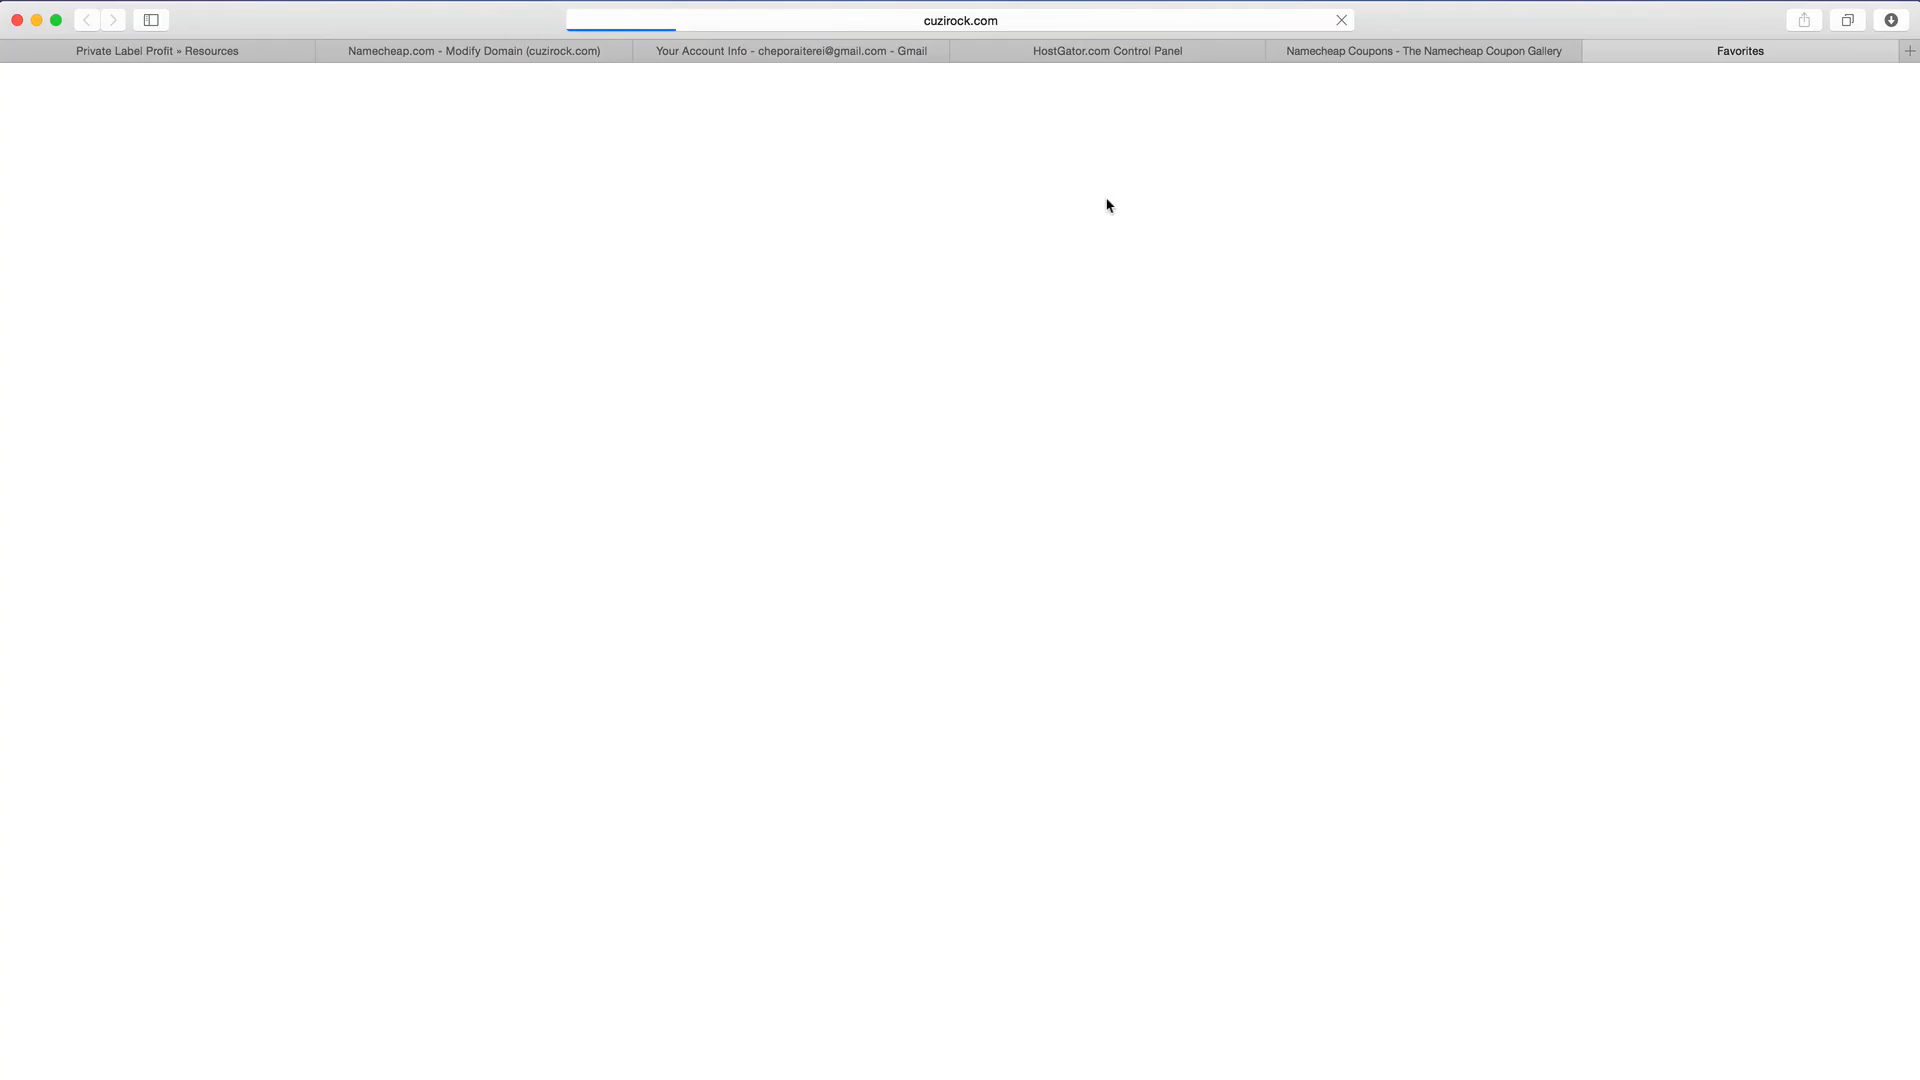 cuzirock.com
Private Label Profit » Resources
Namecheap.com - Modify Domain (cuzirock.com)
Your Account Info - cheporaiterei@gmail.com - Gmail
HostGator.com Control Panel
Namecheap Coupons - The Namecheap Coupon Gallery
Favorites